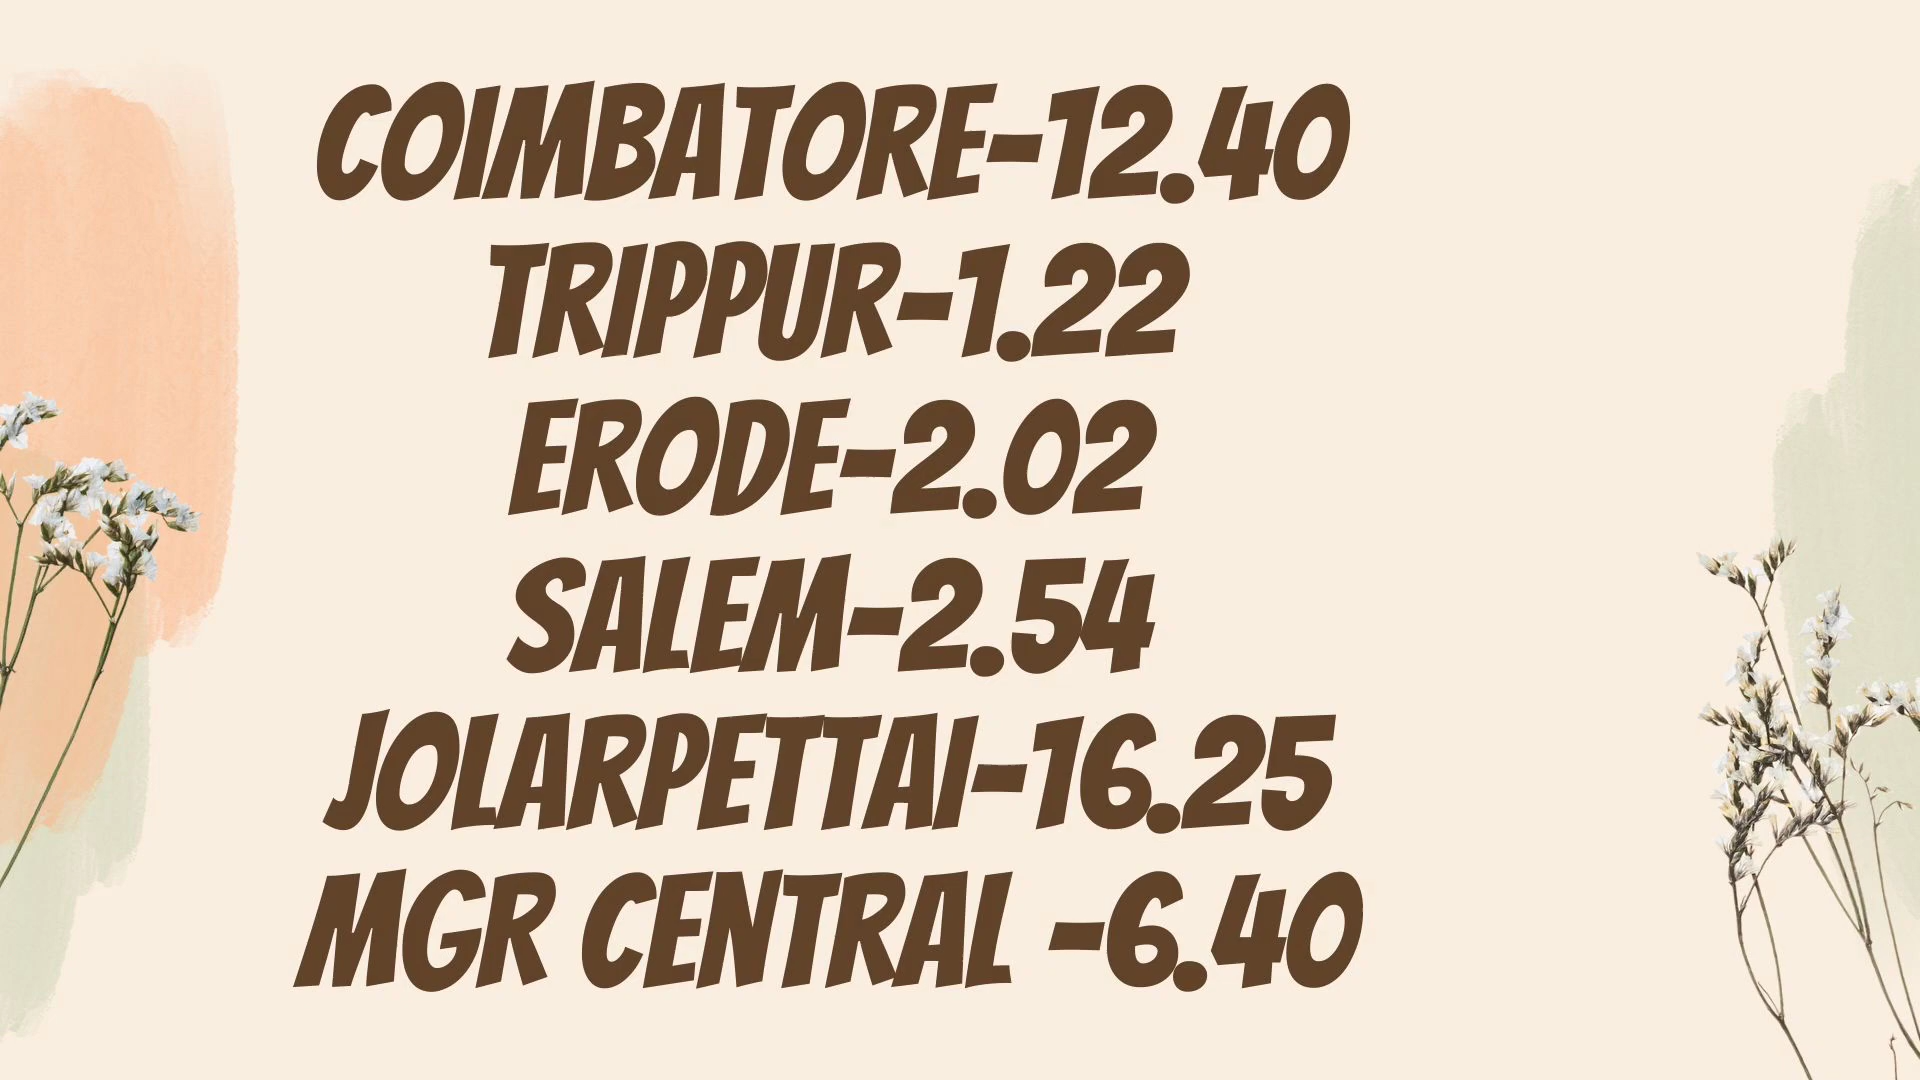 COIMBATORE-12.40
TRIPPUR-1.22
ERODE-2.02
SALEM-2.54
JOLARPETTAI-16.25
MGR CENTRAL -6.40